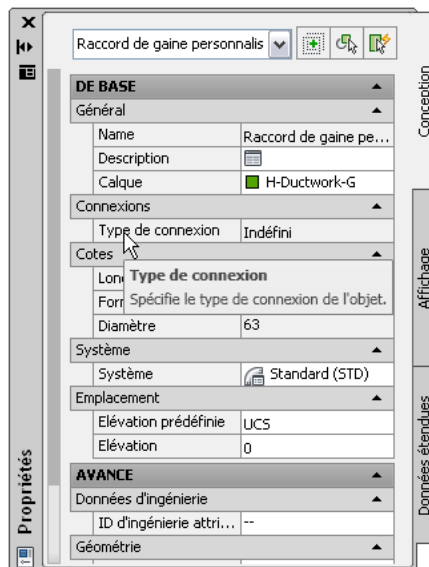 Raccord de gaine personnalis
DE BASE
Général
Name Raccord de gaine pe...
Description
Calque H-Ductwork-G
Connexions
Type de connexion Indéfini
Cotes
Type de connexion
Spécifie le type de connexion de l'objet.
Diamètre 63
Système
Système Standard (STD)
Emplacement
Elévation prédéfinie UCS
Elévation 0
AVANCE
Données d'ingénierie
ID d'ingénierie attri... --
Géométrie
Propriétés
Conception
Affichage
Données étendues